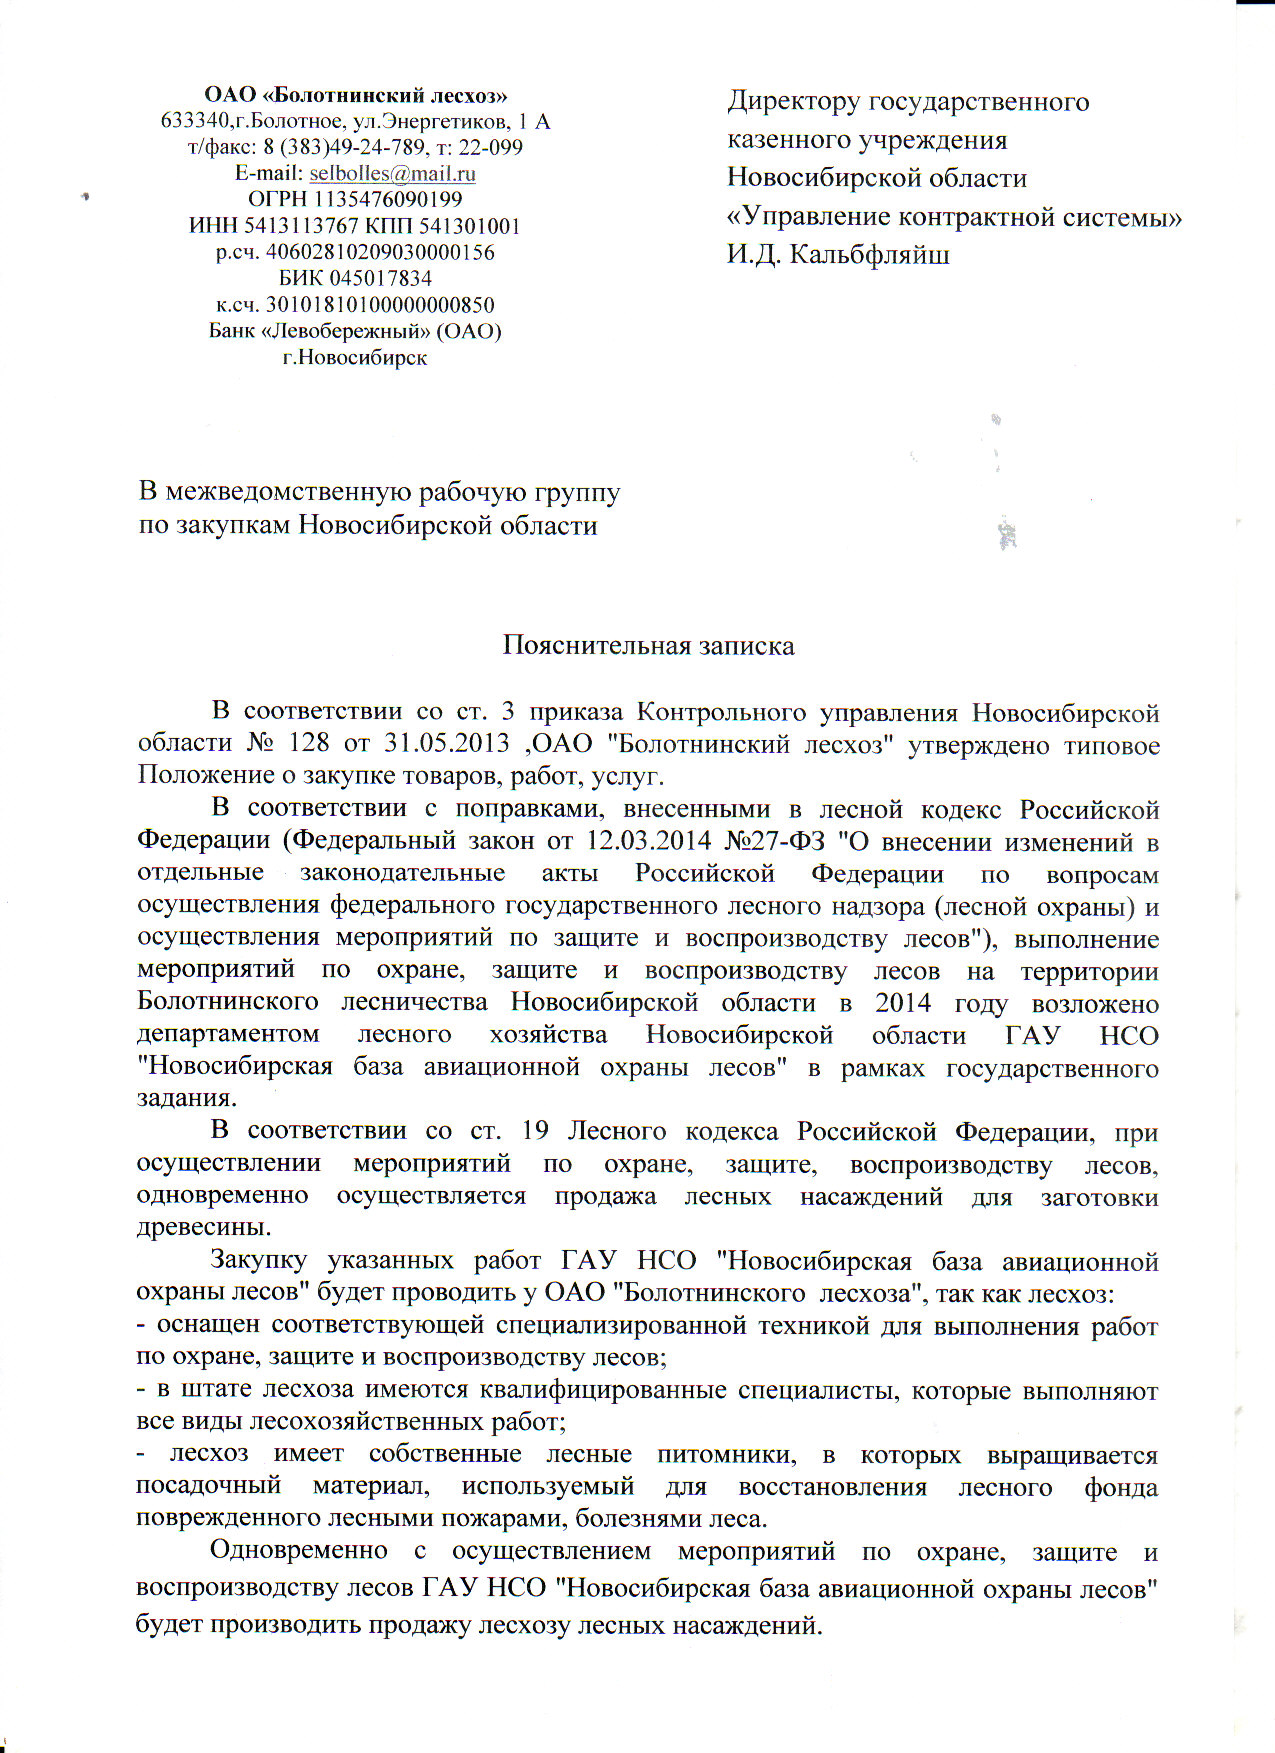 ОАО «Болотнинский лесхоз»
633340,г.Болотное, ул.Энергетиков, 1 А
т/факс: 8 (383)49-24-789, т: 22-099
E-mail: selbolles@mail.ru
ОГРН 1135476090199
ИНН 5413113767 КПП 541301001
р.сч. 40602810209030000156
БИК 045017834
к.сч. 30101810100000000850
Банк «Левобережный» (ОАО)
г.Новосибирск
Директору государственного
казенного учреждения
Новосибирской области
«Управление контрактной системы»
И.Д. Кальбфляйш
В межведомственную рабочую группу
по закупкам Новосибирской области
Пояснительная записка
В соответствии со ст. 3 приказа Контрольного управления Новосибирской
области № 128 от 31.05.2013 ,ОАО "Болотнинский лесхоз" утверждено типовое
Положение о закупке товаров, работ, услуг.
В соответствии с поправками, внесенными в лесной кодекс Российской
Федерации (Федеральный закон от 12.03.2014 №27-ФЗ "О внесении изменений в
отдельные законодательные акты Российской Федерации по вопросам
осуществления федерального государственного лесного надзора (лесной охраны) и
осуществления мероприятий по защите и воспроизводству лесов"), выполнение
мероприятий по охране, защите и воспроизводству лесов на территории
Болотнинского лесничества Новосибирской области в 2014 году возложено
департаментом лесного хозяйства Новосибирской области ГАУ НСО
"Новосибирская база авиационной охраны лесов" в рамках государственного
задания.
В соответствии со ст. 19 Лесного кодекса Российской Федерации, при
осуществлении мероприятий по охране, защите, воспроизводству лесов,
одновременно осуществляется продажа лесных насаждений для заготовки
древесины.
Закупку указанных работ ГАУ НСО "Новосибирская база авиационной
охраны лесов" будет проводить у ОАО "Болотнинского лесхоза", так как лесхоз:
- оснащен соответствующей специализированной техникой для выполнения работ
по охране, защите и воспроизводству лесов;
- в штате лесхоза имеются квалифицированные специалисты, которые выполняют
все виды лесохозяйственных работ;
- лесхоз имеет собственные лесные питомники, в которых выращивается
посадочный материал, используемый для восстановления лесного фонда
поврежденного лесными пожарами, болезнями леса.
Одновременно с осуществлением мероприятий по охране, защите и
воспроизводству лесов ГАУ НСО "Новосибирская база авиационной охраны лесов"
будет производить продажу лесхозу лесных насаждений.